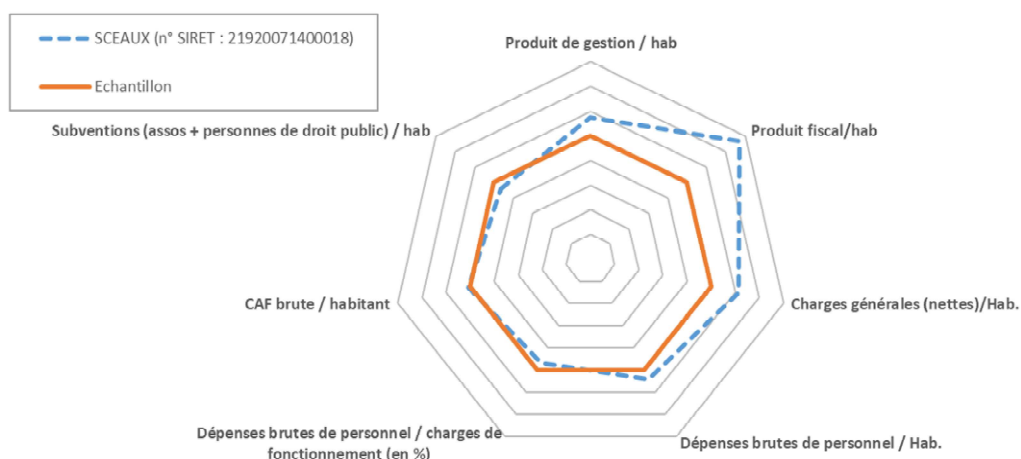 SCEAUX (n° SIRET : 21920071400018)
Echantillon
Produit de gestion / hab
Subventions (assos + personnes de droit public) / hab
Produit fiscal/hab
CAF brute / habitant
Charges générales (nettes)/Hab.
Dépenses brutes de personnel / charges de
fonctionnement (en %)
Dépenses brutes de personnel / Hab.